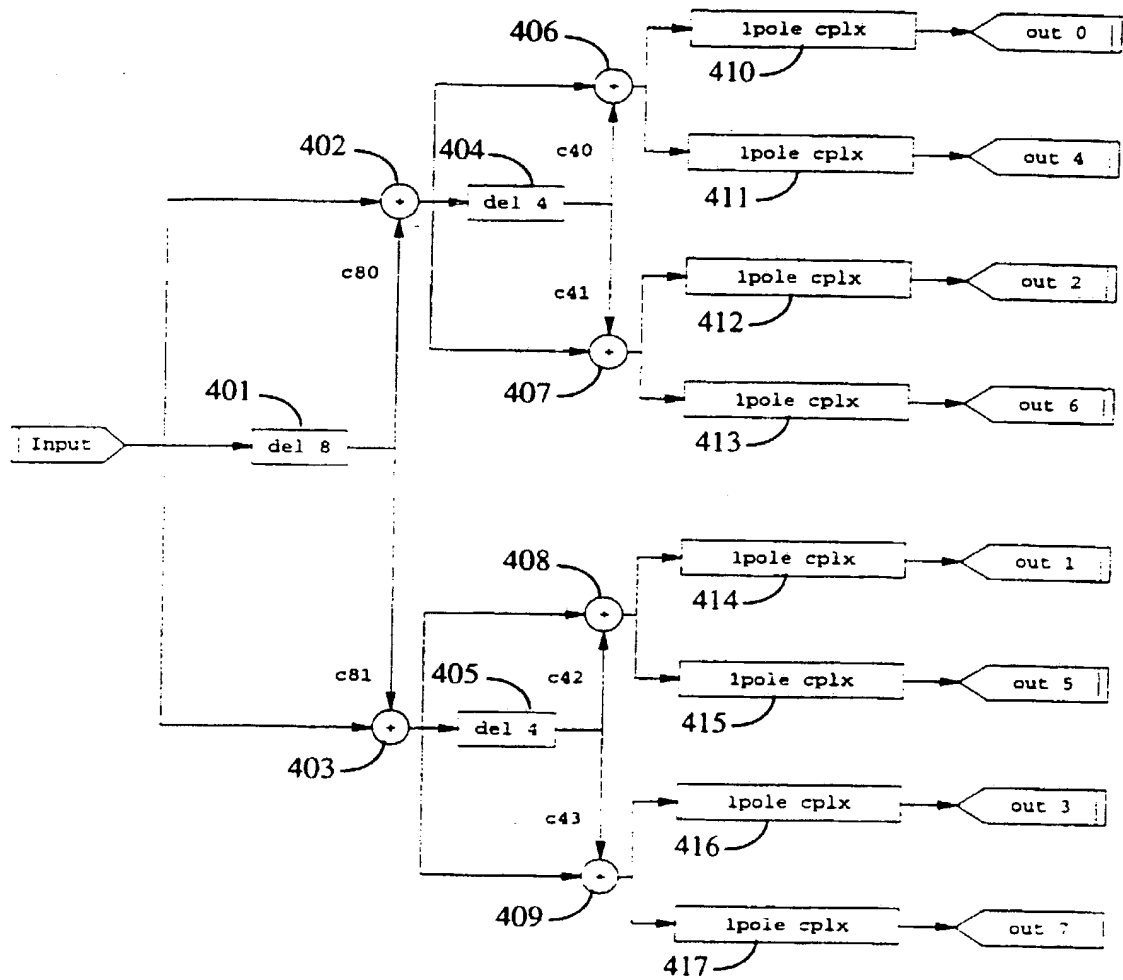 406
1pole cplx
out 0
410
402
404
c40
1pole cplx
out 4
+
del 4
411
c80
c41
1pole cplx
out 2
412
401
407
1pole cplx
out 6
Input
del 8
413
408
1pole cplx
out 1
414
c81
405
c42
1pole cplx
out 5
+
del 4
415
403
c43
1pole cplx
out 3
416
409
1pole cplx
out 7
417